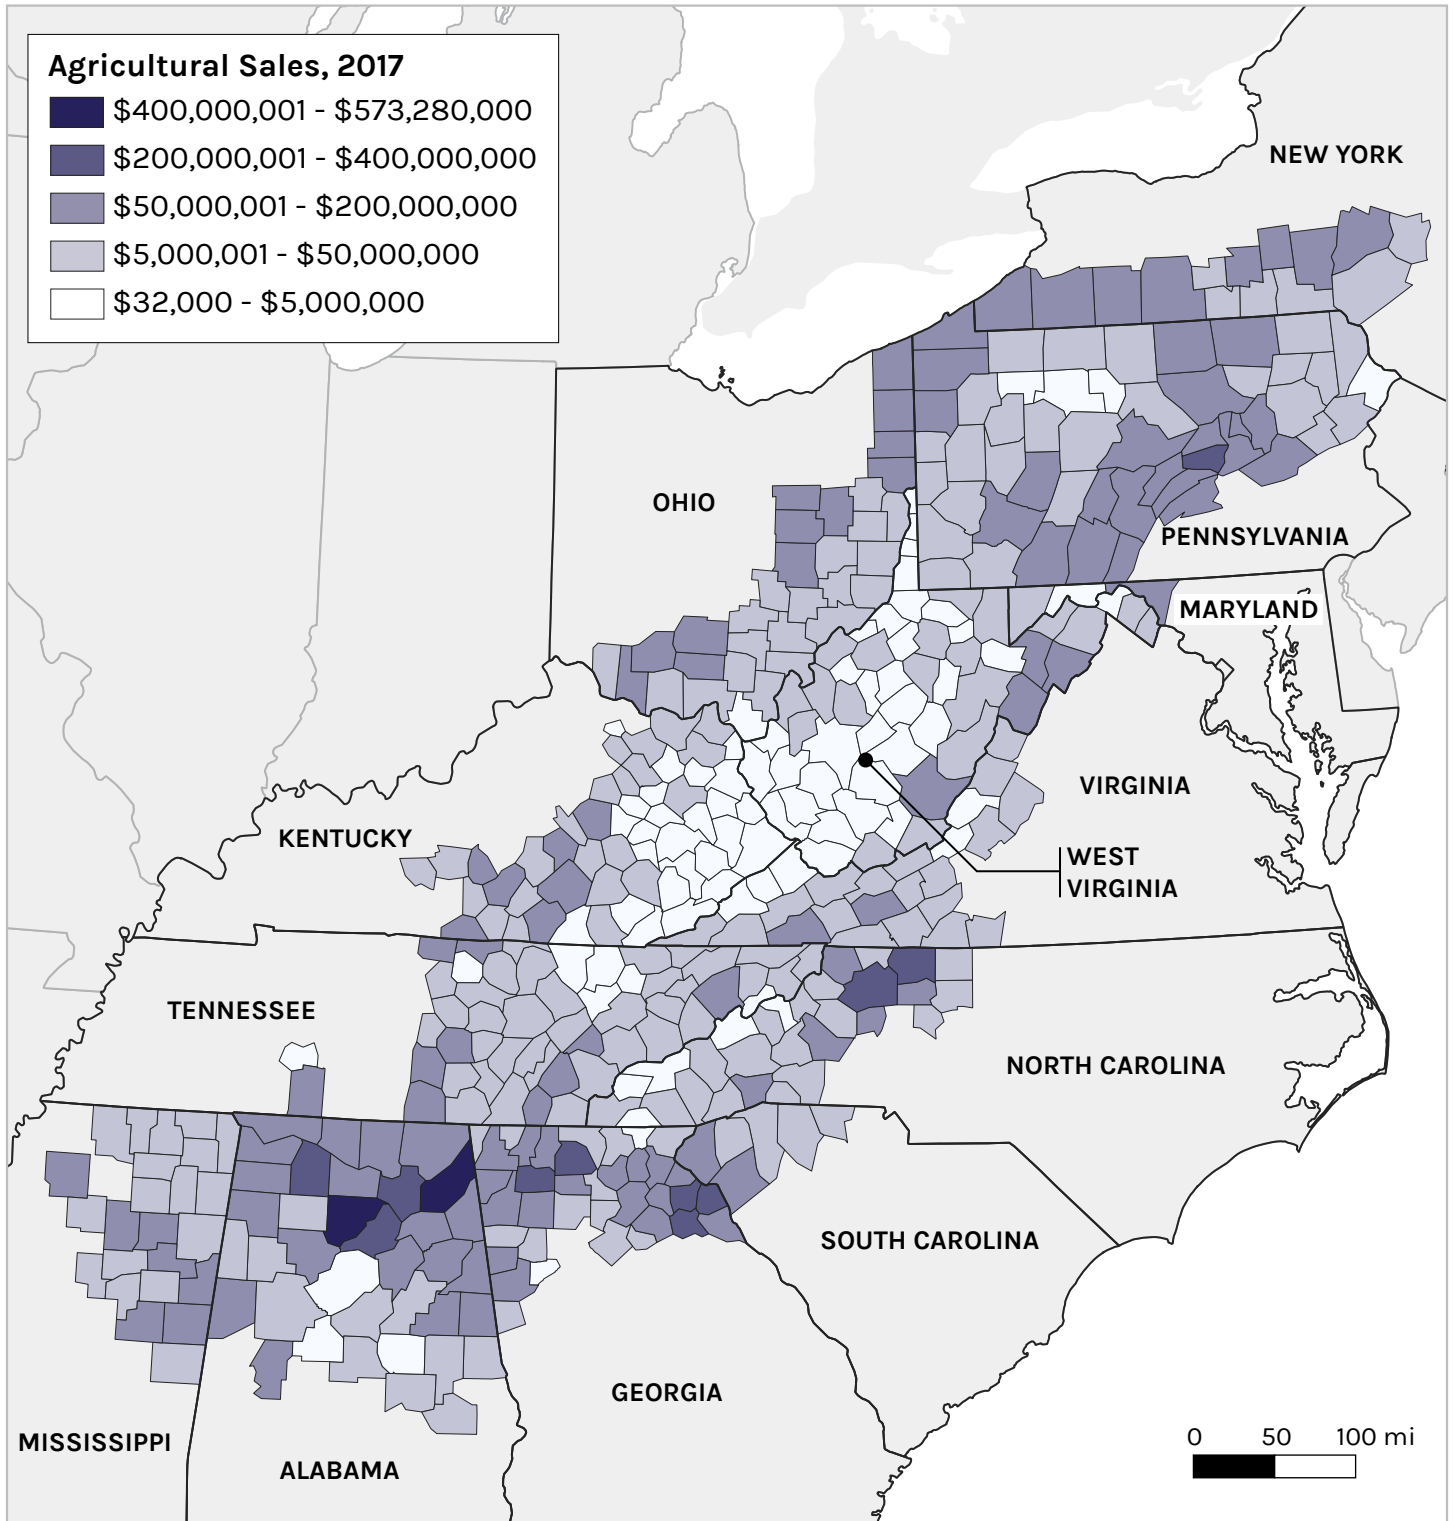 Agricultural Sales, 2017
$400,000,001 - $573,280,000
$200,000,001 - $400,000,000
$50,000,001 - $200,000,000
$5,000,001 - $50,000,000
$32,000 - $5,000,000
NEW YORK
OHIO
PENNSYLVANIA
MARYLAND
VIRGINIA
KENTUCKY
WEST
VIRGINIA
TENNESSEE
NORTH CAROLINA
SOUTH CAROLINA
GEORGIA
MISSISSIPPI
ALABAMA
0 50 100 mi